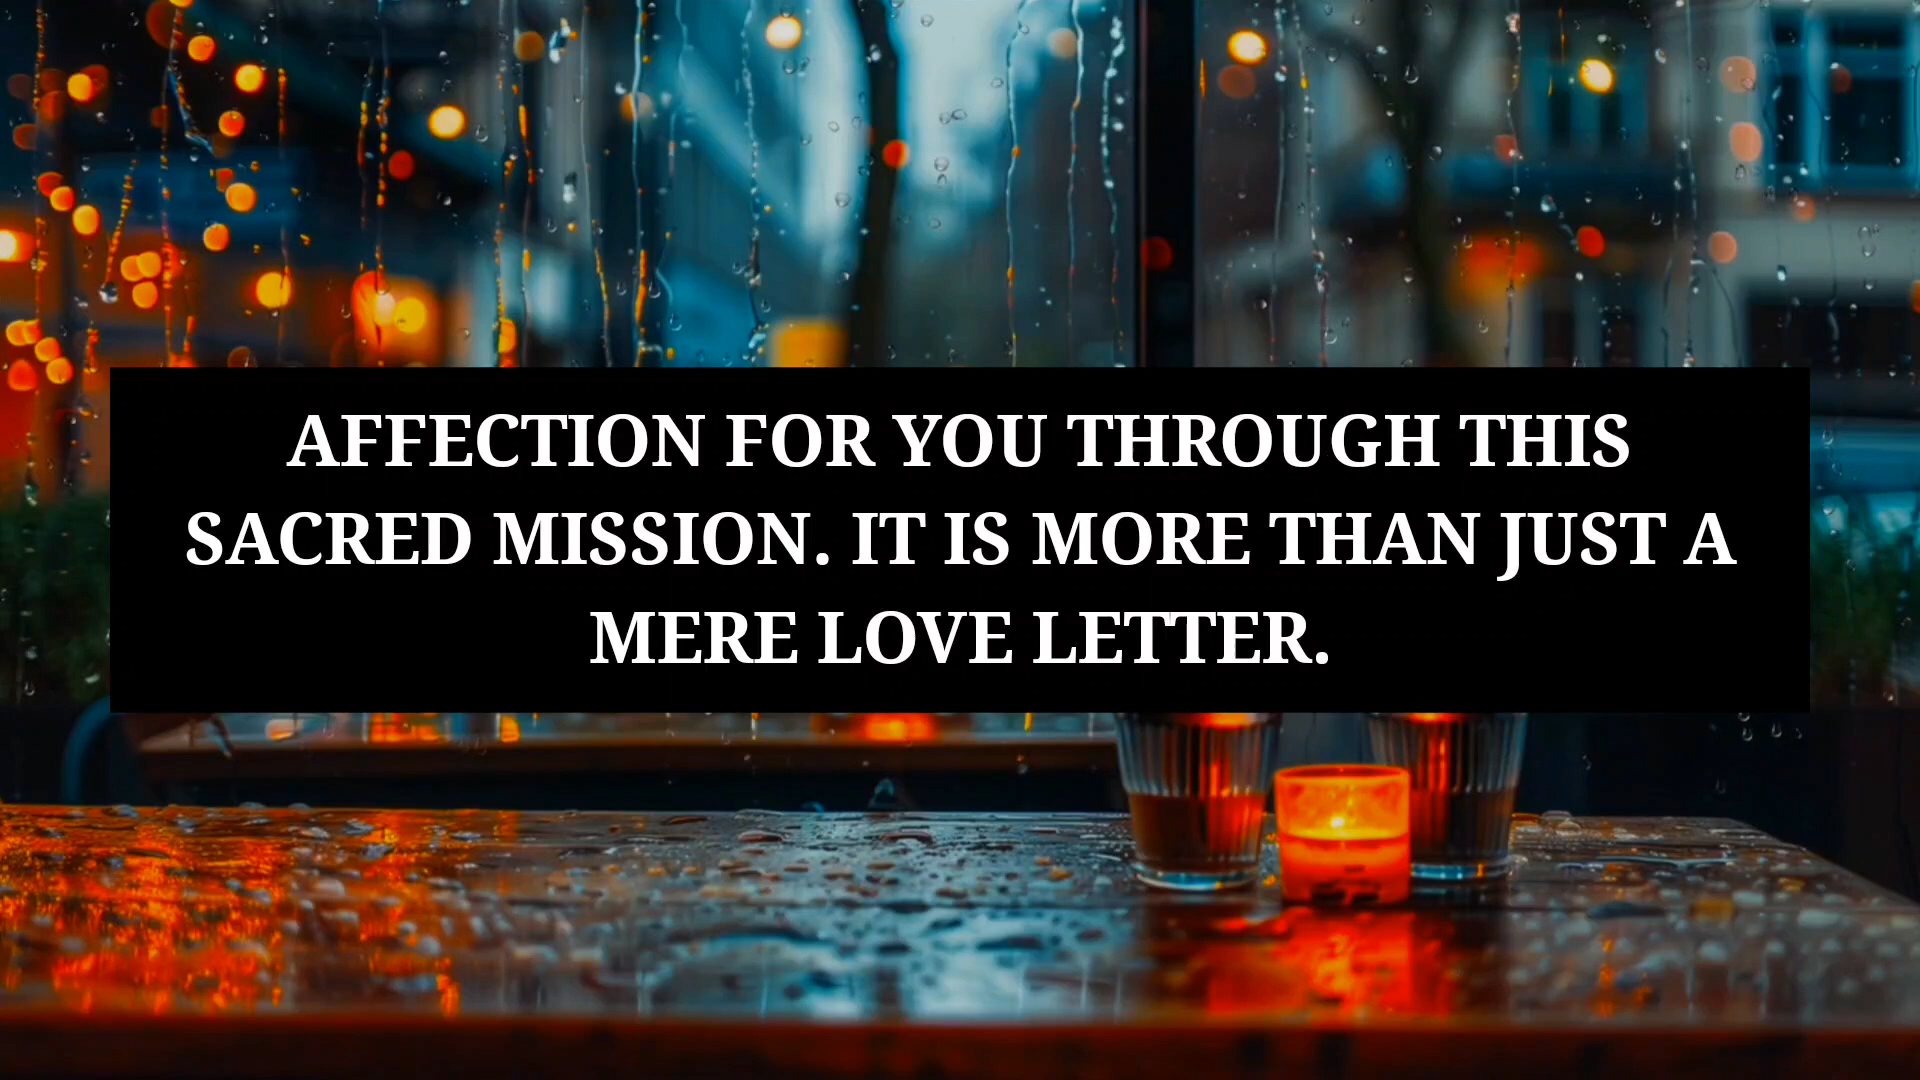 AFFECTION FOR YOU THROUGH THIS
SACRED MISSION. IT IS MORE THAN JUST A
MERE LOVE LETTER.